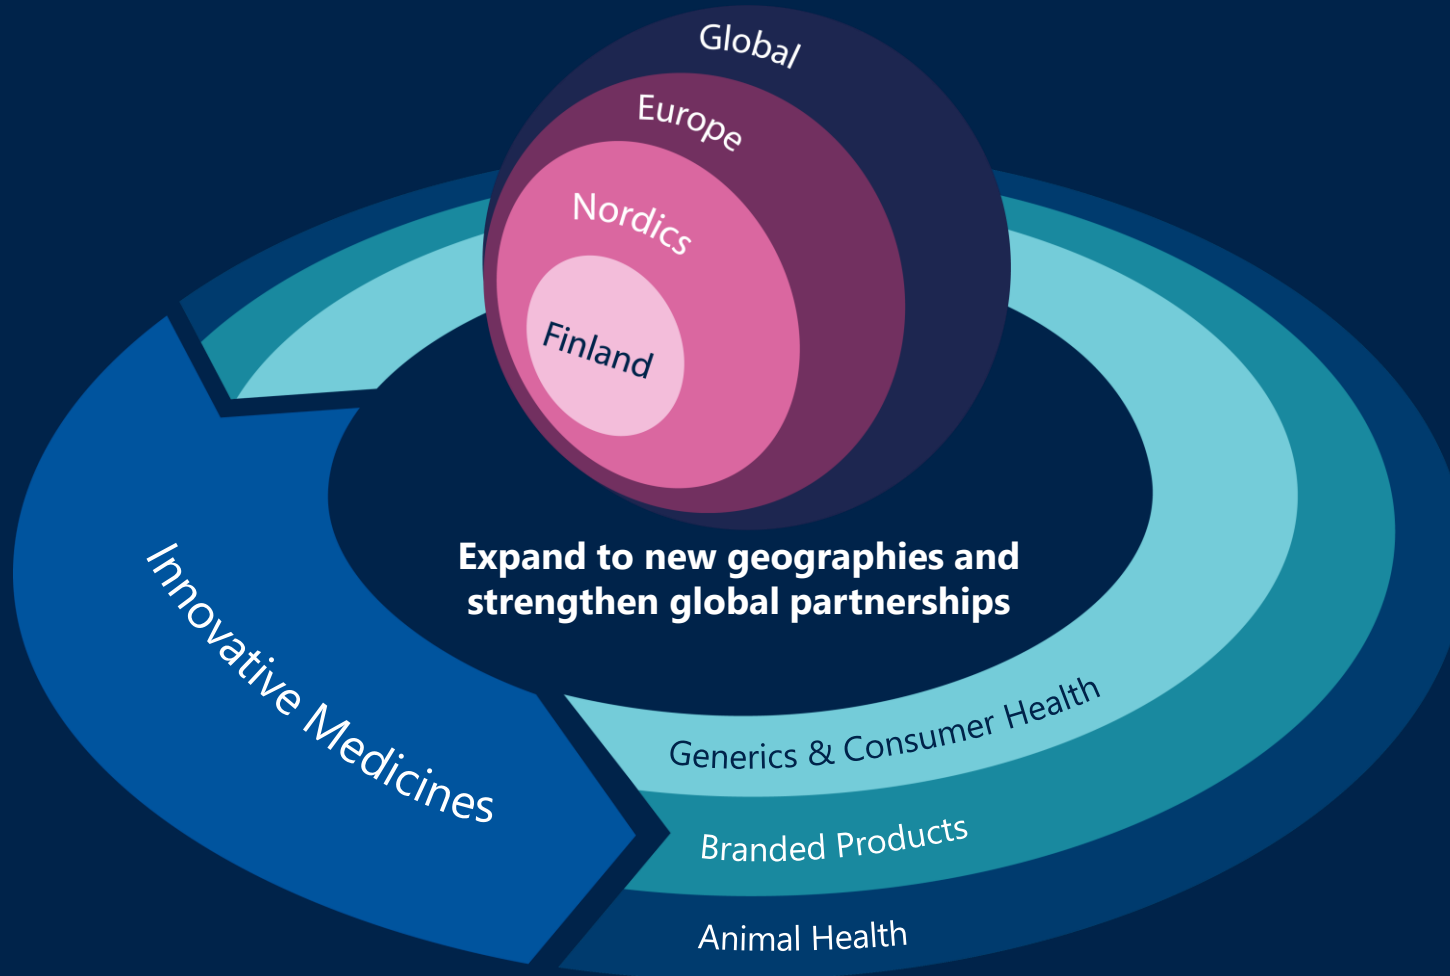 Global
Europe
Nordics
Finland
Expand to new geographies and
strengthen global partnerships
Innovative Medicines
Generics & Consumer Health
Branded Products
Animal Health